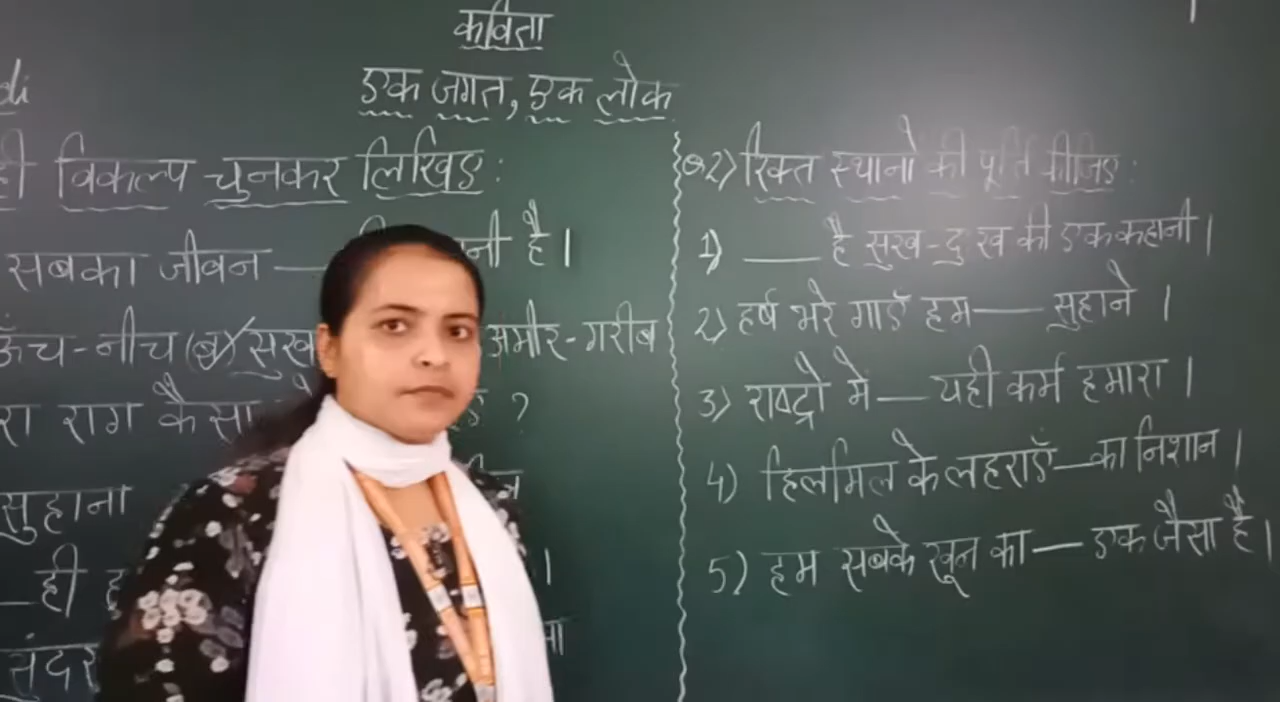 कविता
एक जगत, एक लोक
di
विकल्प चुनकर लिखिए:
सबका जीवन — है।
ऊँच-नीच (ब) सुख अमीर-गरीब
राग कैसा ?
सुहाना
—ही
सुंदर
Q2) रिक्त स्थानो की पूर्ति कीजिए:
1) ____ है सुख-दु ख की एक कहानी।
2) हर्ष भरे गाएँ हम — सुहाने।
3) राष्ट्रो मे — यही कर्म हमारा।
4) हिलमिल के लहराएँ — का निशान।
5) हम सबके खून का — एक जैसा है।